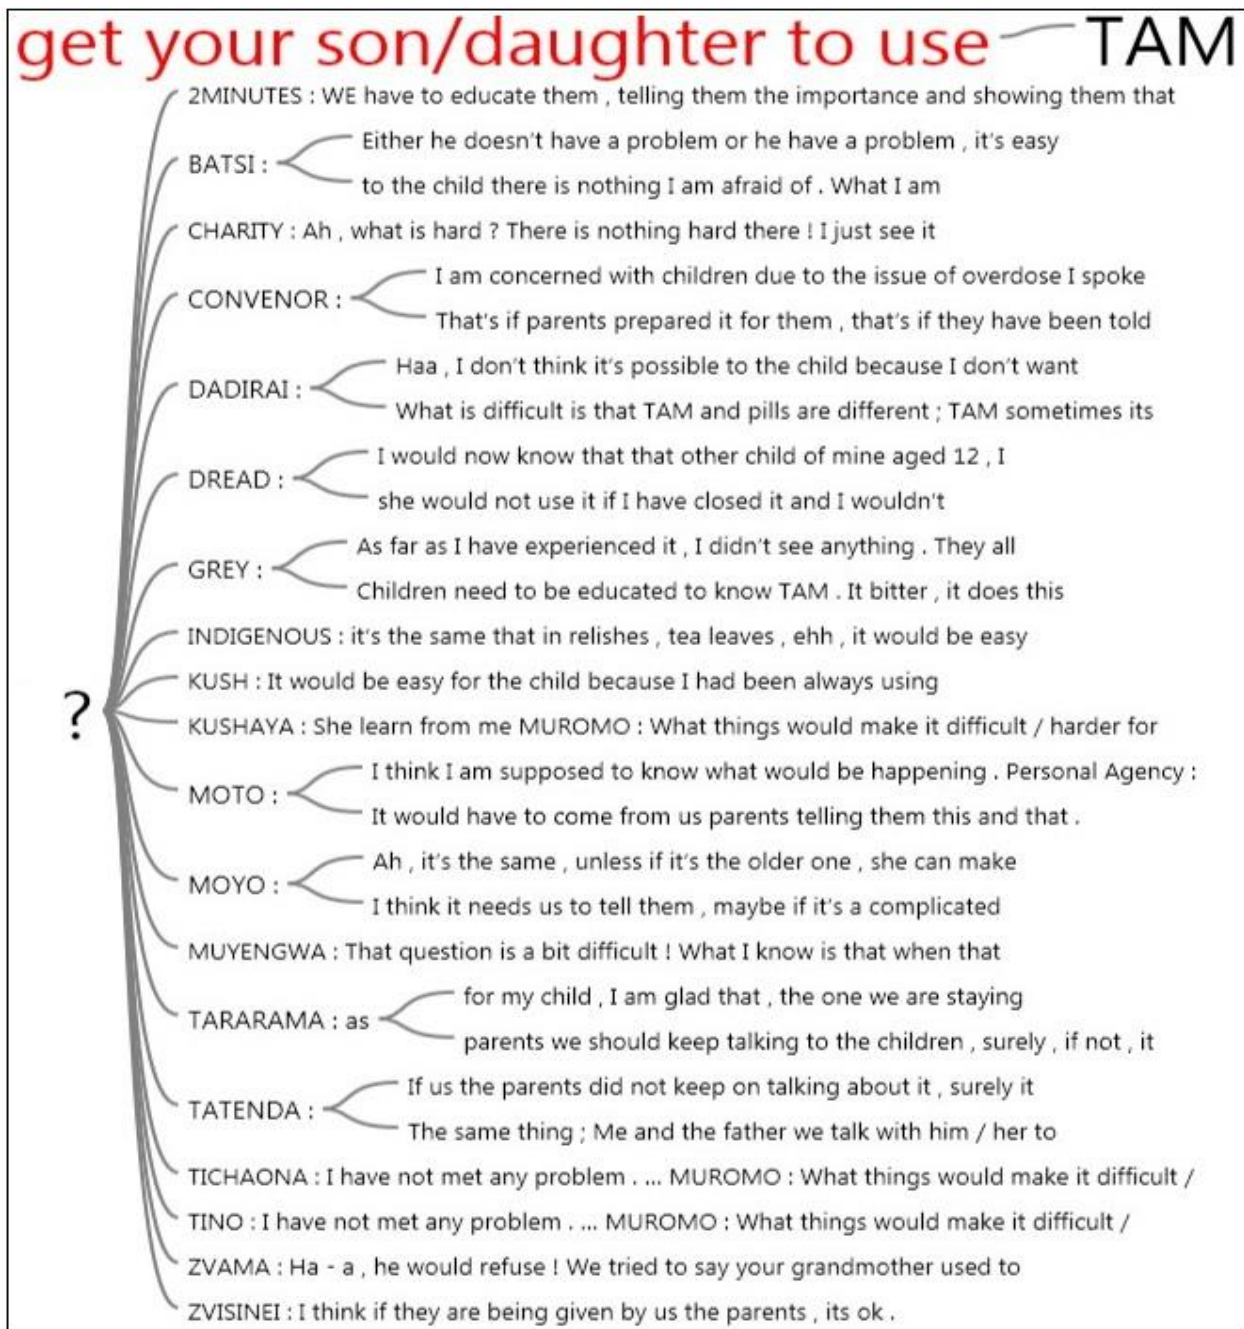 get your son/daughter to use TAM
2MINUTES : WE have to educate them , telling them the importance and showing them that
BATSI :
Either he doesn't have a problem or he have a problem , it's easy
to the child there is nothing I am afraid of . What I am
CHARITY : Ah , what is hard ? There is nothing hard there ! I just see it
CONVENOR :
I am concerned with children due to the issue of overdose I spoke
That's if parents prepared it for them , that's if they have been told
DADIRAI :
Haa , I don't think it's possible to the child because I don't want
What is difficult is that TAM and pills are different ; TAM sometimes its
DREAD :
I would now know that that other child of mine aged 12 , I
she would not use it if I have closed it and I wouldn't
GREY :
As far as I have experienced it , I didn't see anything . They all
Children need to be educated to know TAM . It bitter , it does this
INDIGENOUS : it's the same that in relishes , tea leaves , ehh , it would be easy
KUSH : It would be easy for the child because I had been always using
?
KUSHAYA : She learn from me MUROMO : What things would make it difficult / harder for
MOTO :
I think I am supposed to know what would be happening . Personal Agency :
It would have to come from us parents telling them this and that .
MOYO :
Ah , it's the same , unless if it's the older one , she can make
I think it needs us to tell them , maybe if it's a complicated
MUYENGWA : That question is a bit difficult ! What I know is that when that
TARARAMA : as
for my child , I am glad that , the one we are staying
parents we should keep talking to the children , surely , if not , it
TATENDA :
If us the parents did not keep on talking about it , surely it
The same thing ; Me and the father we talk with him / her to
TICHAONA : I have not met any problem . ... MUROMO : What things would make it difficult /
TINO : I have not met any problem . ... MUROMO : What things would make it difficult /
ZVAMA : Ha - a , he would refuse ! We tried to say your grandmother used to
ZVISINEI : I think if they are being given by us the parents , its ok .